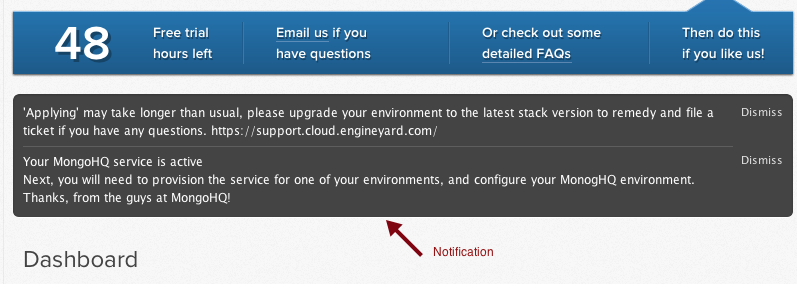 48
Free trial
hours left
Email us if you
have questions
Or check out some
detailed FAQs
Then do this
if you like us!
'Applying' may take longer than usual, please upgrade your environment to the latest stack version to remedy and file a
ticket if you have any questions. https://support.cloud.engineyard.com/
Dismiss
Your MongoHQ service is active
Dismiss
Next, you will need to provision the service for one of your environments, and configure your MonogHQ environment.
Thanks, from the guys at MongoHQ!
Notification
Dashboard